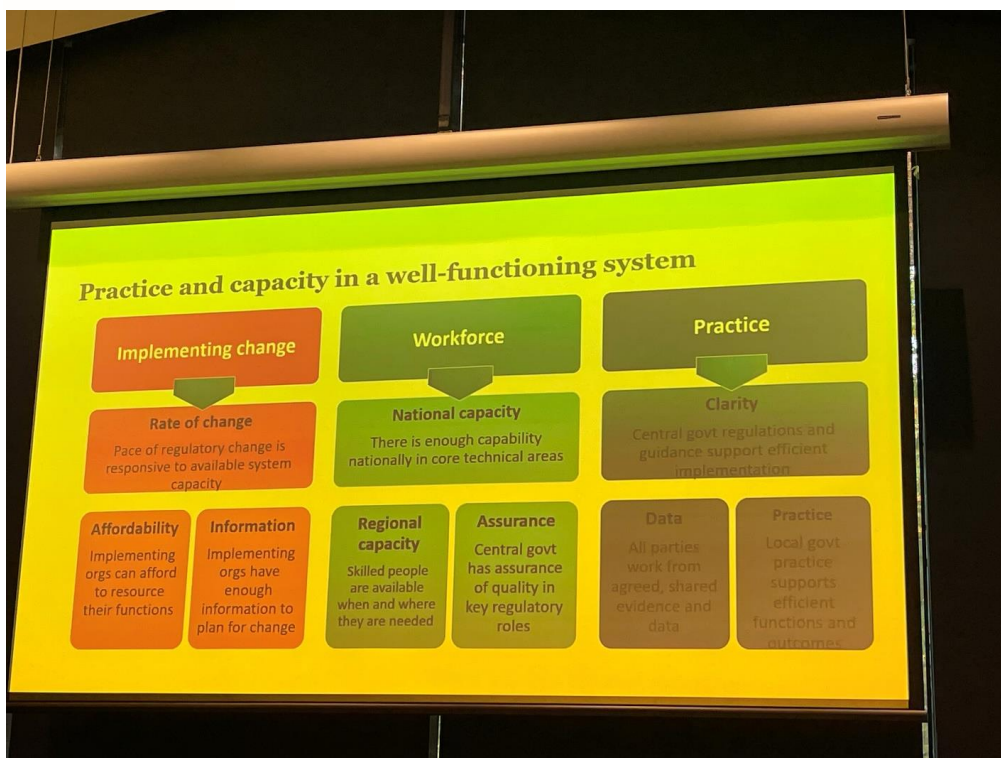 Practice and capacity in a well-functioning system
Implementing change
Workforce
Practice
Rate of change
Pace of regulatory change is
responsive to available system
capacity
National capacity
There is enough capability
nationally in core technical areas
Clarity
Central govt regulations and
guidance support efficient
implementation
Affordability
Implementing
orgs can afford
to resource
their functions
Information
Implementing
orgs have
enough
information to
plan for change
Regional
capacity
Skilled people
are available
when and where
they are needed
Assurance
Central govt
has assurance
of quality in
key regulatory
roles
Data
All parties
work from
agreed, shared
evidence and
data
Practice
Local govt
practice
supports
efficient
functions and
outcomes